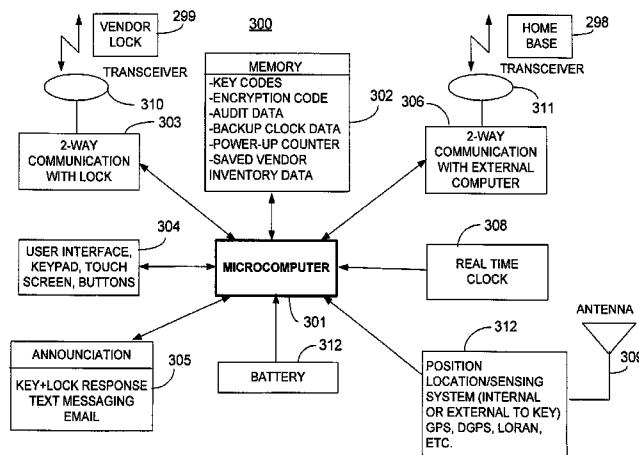 VENDOR
LOCK
299
300
HOME
BASE
298
TRANSCEIVER
310
TRANSCEIVER
311
MEMORY
-KEY CODES
-ENCRYPTION CODE
-AUDIT DATA
-BACKUP CLOCK DATA
-POWER-UP COUNTER
-SAVED VENDOR
INVENTORY DATA
302
303
2-WAY
COMMUNICATION
WITH LOCK
306
2-WAY
COMMUNICATION
WITH EXTERNAL
COMPUTER
304
USER INTERFACE,
KEYPAD, TOUCH
SCREEN, BUTTONS
MICROCOMPUTER
301
308
REAL TIME
CLOCK
ANNOUNCIATION
KEY+LOCK RESPONSE
TEXT MESSAGING
EMAIL
305
312
BATTERY
312
POSITION
LOCATION/SENSING
SYSTEM (INTERNAL
OR EXTERNAL TO KEY)
GPS, DGPS, LORAN,
ETC.
ANTENNA
309